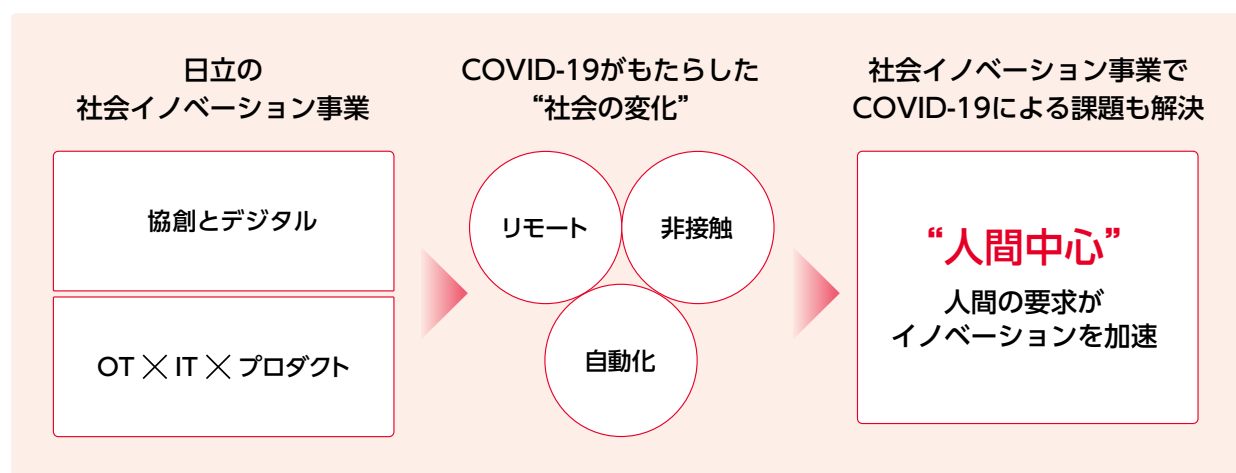 日立の
社会イノベーション事業
協創とデジタル
OT × IT × プロダクト
COVID-19がもたらした
“社会の変化”
リモート
非接触
自動化
社会イノベーション事業で
COVID-19による課題も解決
“人間中心”
人間の要求が
イノベーションを加速